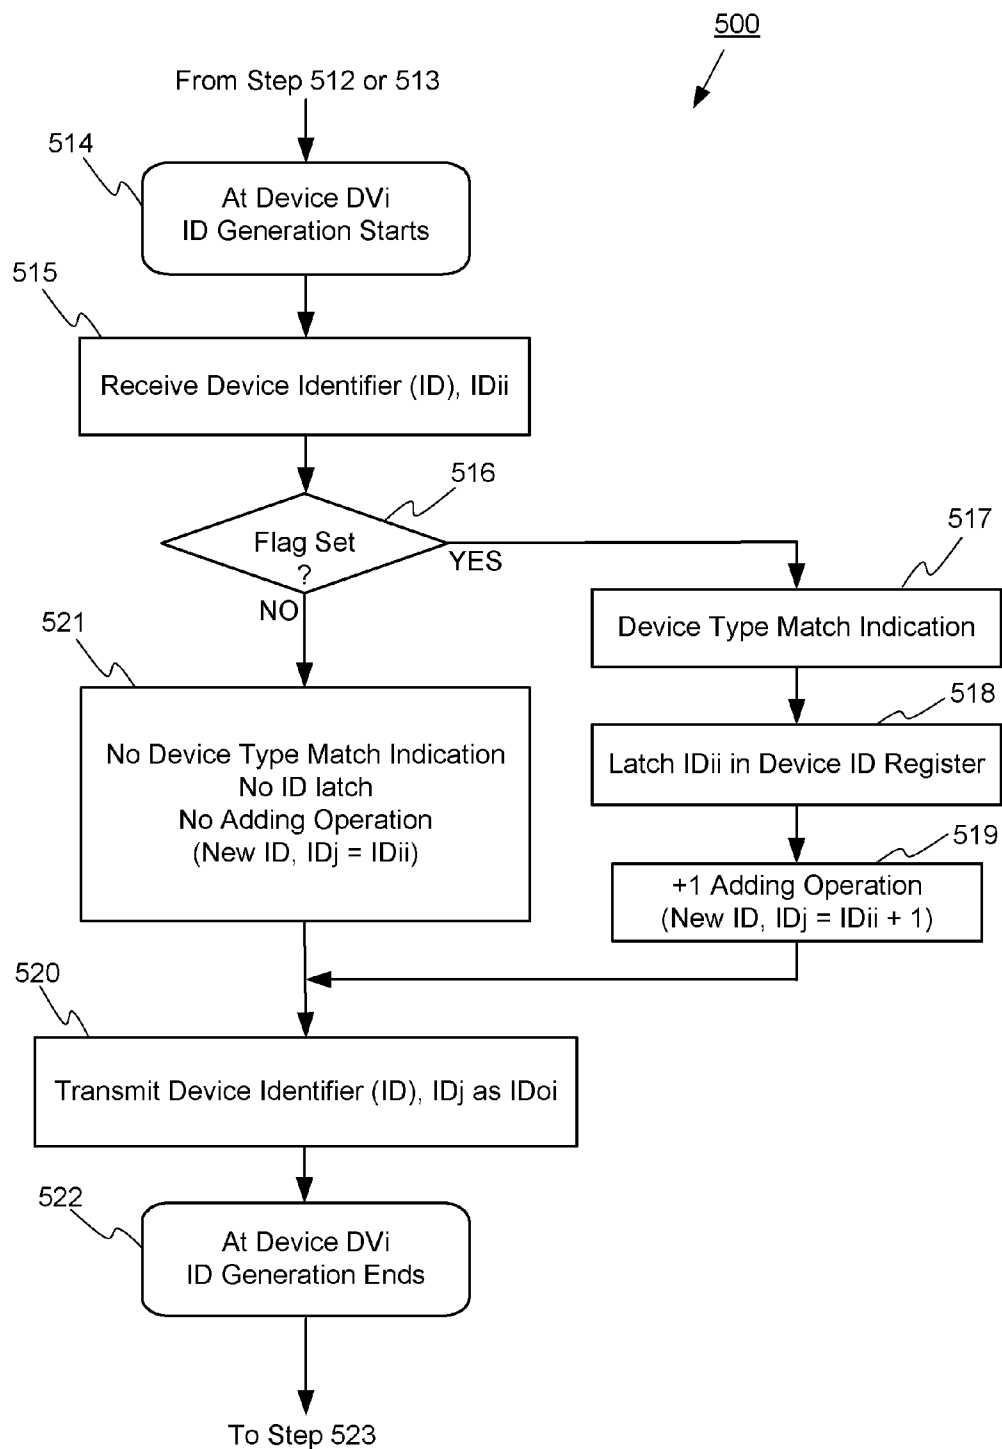 500
From Step 512 or 513
514
At Device DVi
ID Generation Starts
515
Receive Device Identifier (ID), IDii
516
Flag Set
?
YES
NO
517
Device Type Match Indication
518
Latch IDii in Device ID Register
519
+1 Adding Operation
(New ID, IDj = IDii + 1)
521
No Device Type Match Indication
No ID latch
No Adding Operation
(New ID, IDj = IDii)
520
Transmit Device Identifier (ID), IDj as IDoi
522
At Device DVi
ID Generation Ends
To Step 523